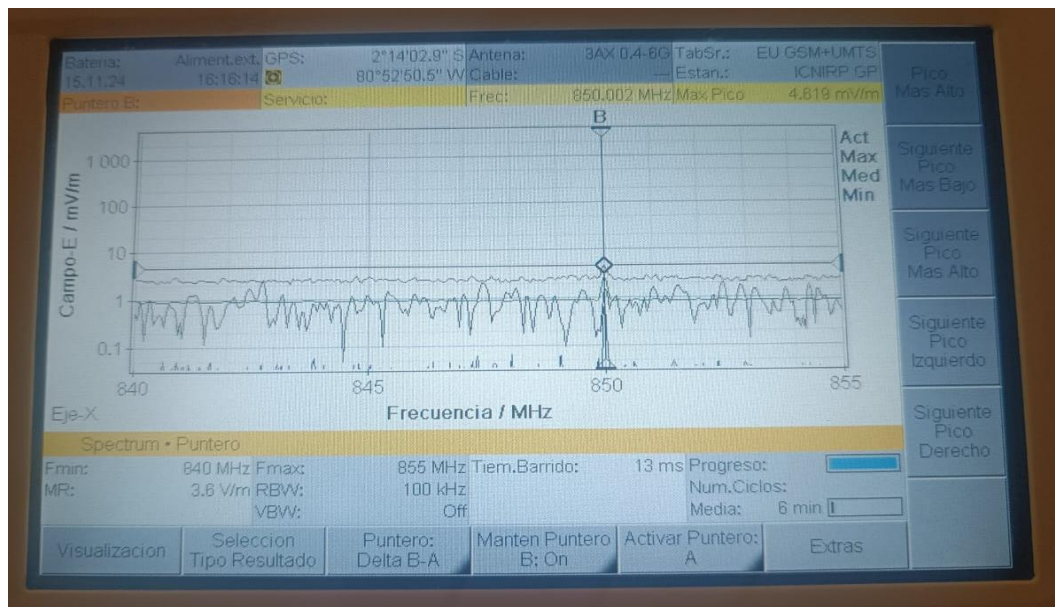 Bateria: Aliment.ext. GPS: 2°14'02.9" S Antena: 3AX 0.4-6G TabSr.: EU GSM+UMTS
15.11.24 16:16:14 80°52'50.5" W Cable: --- Estan.: ICNIRP GP
Puntero B: Servicio: Frec: 850.002 MHz Max Pico 4.819 mV/m
Pico
Mas Alto
Siguiente
Pico
Mas Bajo
Siguiente
Pico
Mas Alto
Siguiente
Pico
Izquierdo
Siguiente
Pico
Derecho
B
Act
Max
Med
Min
Campo-E / mV/m
1 000
100
10
1
0.1
840 845 850 855
Eje-X
Frecuencia / MHz
Spectrum • Puntero
Fmin: 840 MHz Fmax: 855 MHz Tiem.Barrido: 13 ms Progreso:
MR: 3.6 V/m RBW: 100 kHz Num.Ciclos:
VBW: Off Media: 6 min
Visualizacion
Seleccion
Tipo Resultado
Puntero:
Delta B-A
Manten Puntero
B: On
Activar Puntero:
A
Extras